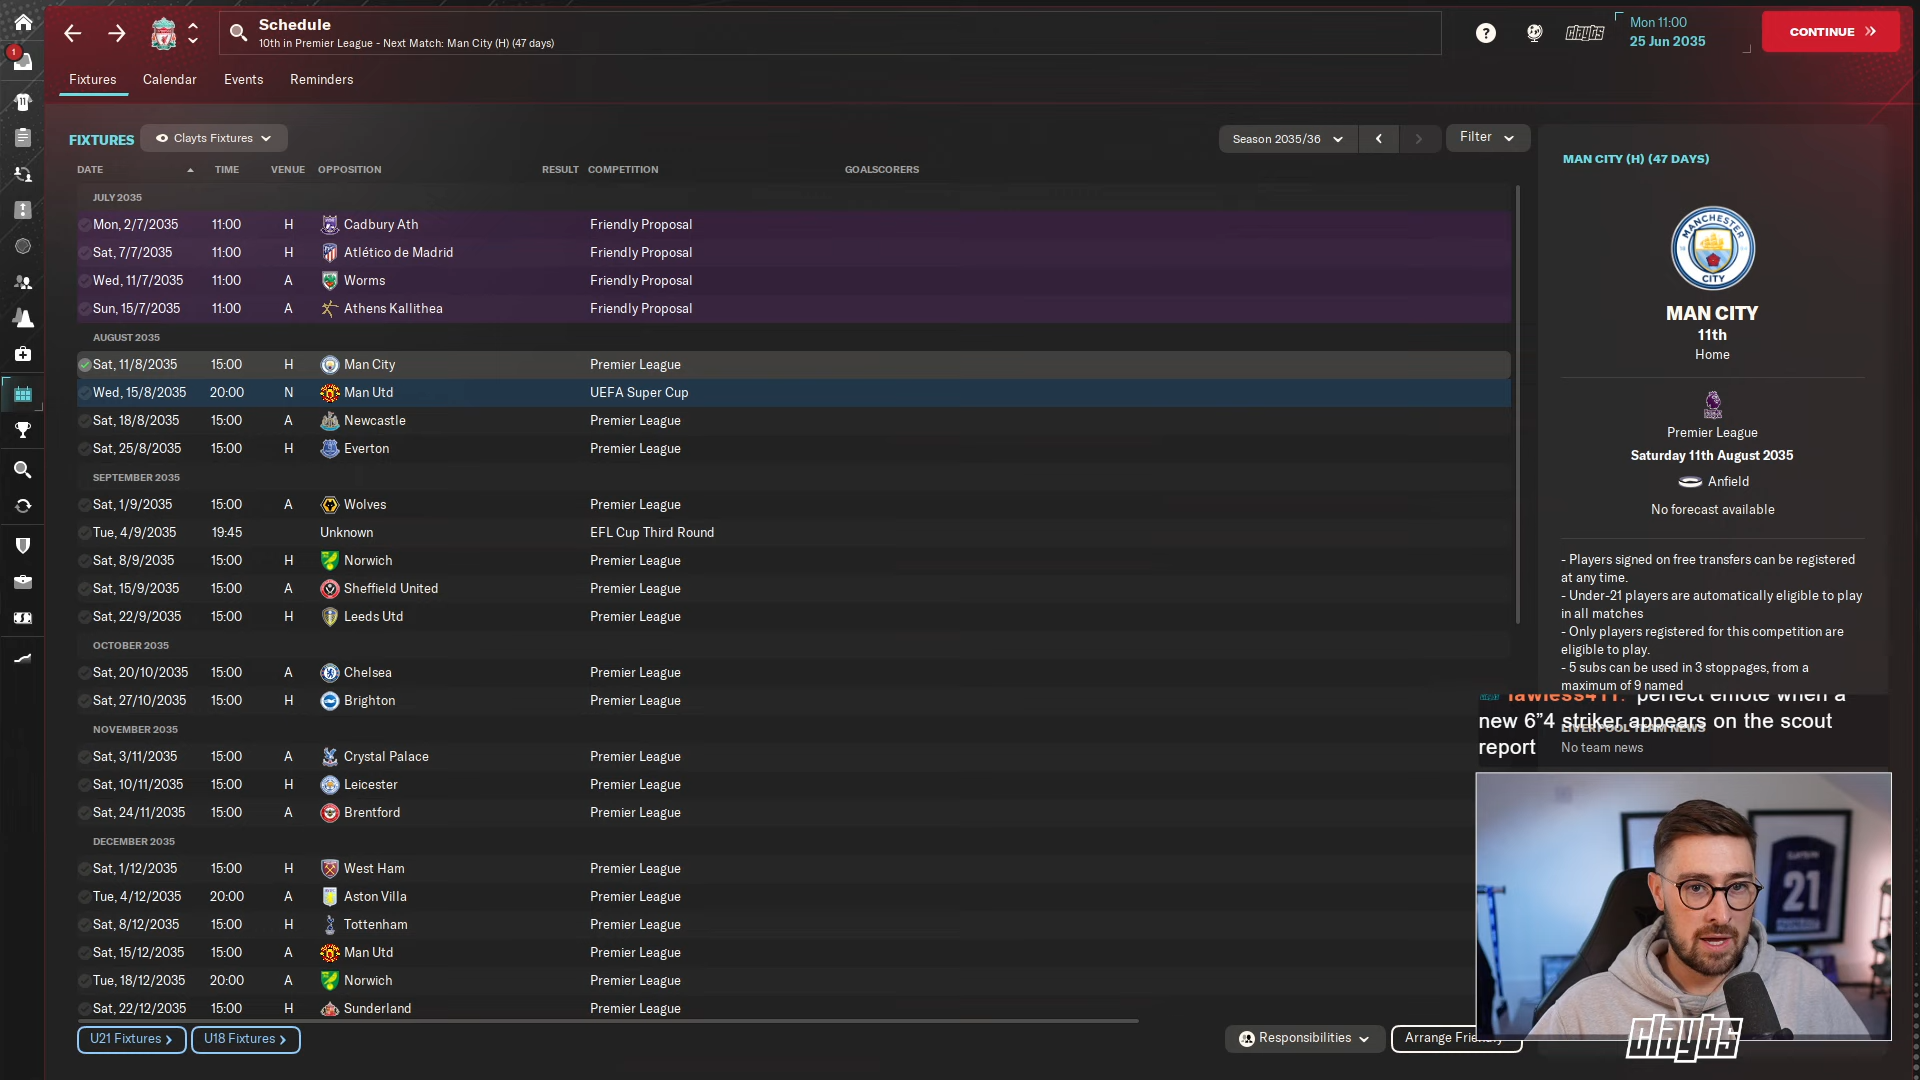 Schedule
10th in Premier League - Next Match: Man City (H) (47 days)
?
clayts
Mon 11:00
25 Jun 2035
CONTINUE
1
11
Fixtures Calendar Events Reminders
FIXTURES Clayts Fixtures
Season 2035/36 Filter
DATE TIME VENUE OPPOSITION RESULT COMPETITION GOALSCORERS
JULY 2035
Mon, 2/7/2035 11:00 H Cadbury Ath Friendly Proposal
Sat, 7/7/2035 11:00 H Atlético de Madrid Friendly Proposal
Wed, 11/7/2035 11:00 A Worms Friendly Proposal
Sun, 15/7/2035 11:00 A Athens Kallithea Friendly Proposal
AUGUST 2035
Sat, 11/8/2035 15:00 H Man City Premier League
Wed, 15/8/2035 20:00 N Man Utd UEFA Super Cup
Sat, 18/8/2035 15:00 A Newcastle Premier League
Sat, 25/8/2035 15:00 H Everton Premier League
SEPTEMBER 2035
Sat, 1/9/2035 15:00 A Wolves Premier League
Tue, 4/9/2035 19:45 Unknown EFL Cup Third Round
Sat, 8/9/2035 15:00 H Norwich Premier League
Sat, 15/9/2035 15:00 A Sheffield United Premier League
Sat, 22/9/2035 15:00 H Leeds Utd Premier League
OCTOBER 2035
Sat, 20/10/2035 15:00 A Chelsea Premier League
Sat, 27/10/2035 15:00 H Brighton Premier League
NOVEMBER 2035
Sat, 3/11/2035 15:00 A Crystal Palace Premier League
Sat, 10/11/2035 15:00 H Leicester Premier League
Sat, 24/11/2035 15:00 A Brentford Premier League
DECEMBER 2035
Sat, 1/12/2035 15:00 H West Ham Premier League
Tue, 4/12/2035 20:00 A Aston Villa Premier League
Sat, 8/12/2035 15:00 H Tottenham Premier League
Sat, 15/12/2035 15:00 A Man Utd Premier League
Tue, 18/12/2035 20:00 A Norwich Premier League
Sat, 22/12/2035 15:00 H Sunderland Premier League
U21 Fixtures U18 Fixtures
Responsibilities Arrange Friendly
MAN CITY (H) (47 DAYS)
MANCHESTER
CITY
MAN CITY
11th
Home
Premier League
Saturday 11th August 2035
Anfield
No forecast available
- Players signed on free transfers can be registered
at any time.
- Under-21 players are automatically eligible to play
in all matches
- Only players registered for this competition are
eligible to play.
- 5 subs can be used in 3 stoppages, from a
maximum of 9 named
lawless411: perfect emote when a
new 6"4 striker appears on the scout
report
LIVERPOOL TEAM NEWS
No team news
21
clayts